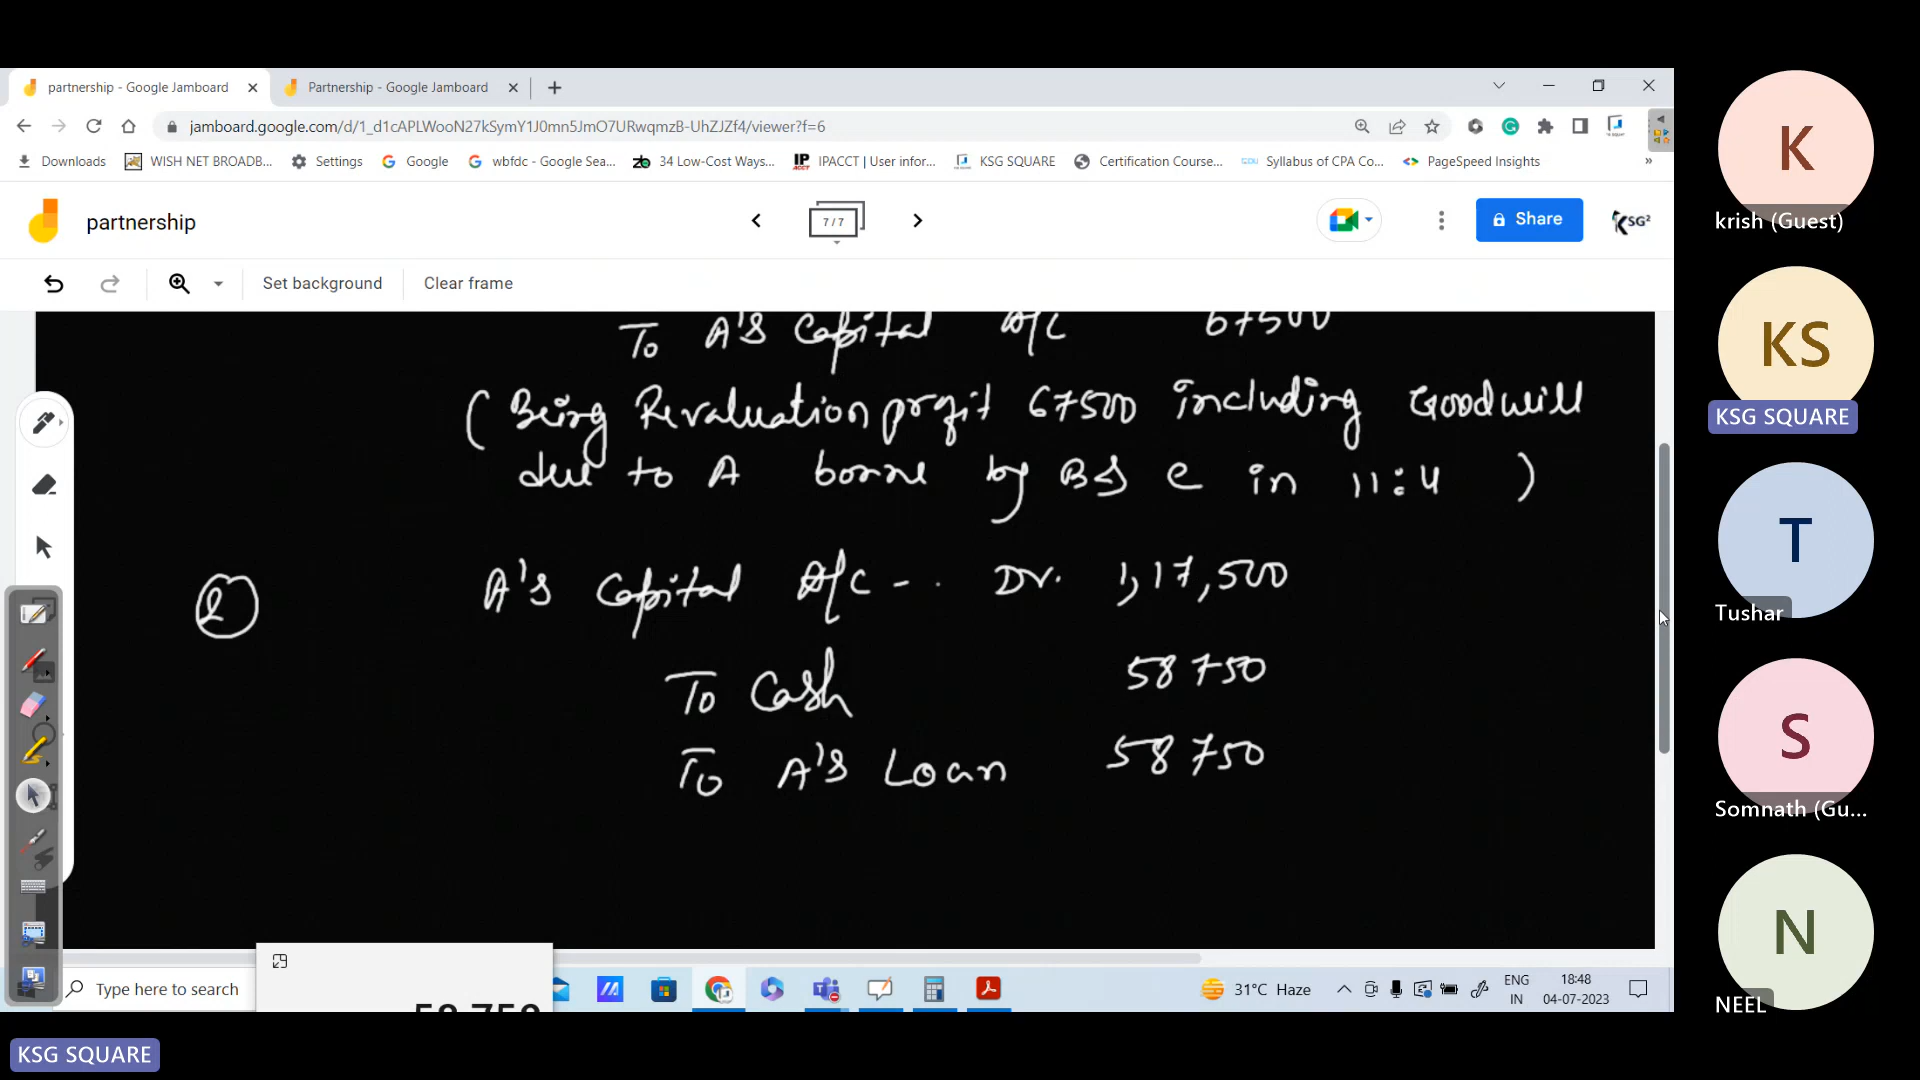 partnership - Google Jamboard
Partnership - Google Jamboard
jamboard.google.com/d/1_d1cAPLWooN27kSymY1J0mn5JmO7URwqmzB-UhZJZf4/viewer?f=6
Downloads WISH NET BROADB... Settings Google wbfdc - Google Sea... 34 Low-Cost Ways... IPACCT | User infor... KSG SQUARE Certification Course... Syllabus of CPA Co... PageSpeed Insights »
partnership
7 / 7
Share
KSG²
Set background
Clear frame
To A's Capital A/c 67500
( Being Revaluation profit 67500 including Goodwill
due to A borne by B & C in 11:4 )
2
A's Capital A/c - . Dr. 1,17,500
To Cash 58750
To A's Loan 58750
Type here to search
31°C Haze
ENG
IN
18:48
04-07-2023
K
krish (Guest)
KS
KSG SQUARE
T
Tushar
S
Somnath (Gu...
N
NEEL
KSG SQUARE